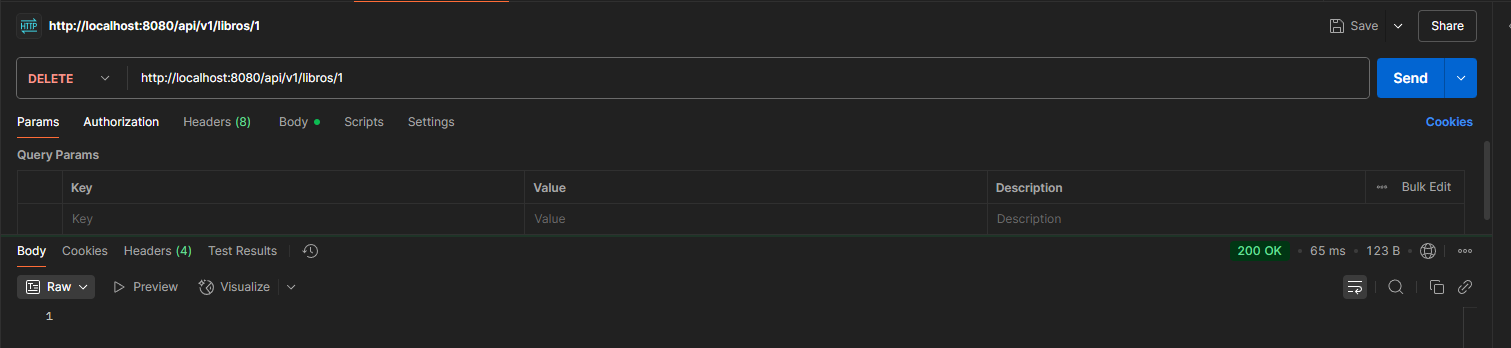 HTTP http://localhost:8080/api/v1/libros/1 Save Share
DELETE http://localhost:8080/api/v1/libros/1 Send
Params Authorization Headers (8) Body Scripts Settings Cookies
Query Params
Key Value Description ••• Bulk Edit
Key Value Description
Body Cookies Headers (4) Test Results 200 OK • 65 ms • 123 B •••
Raw Preview Visualize
1